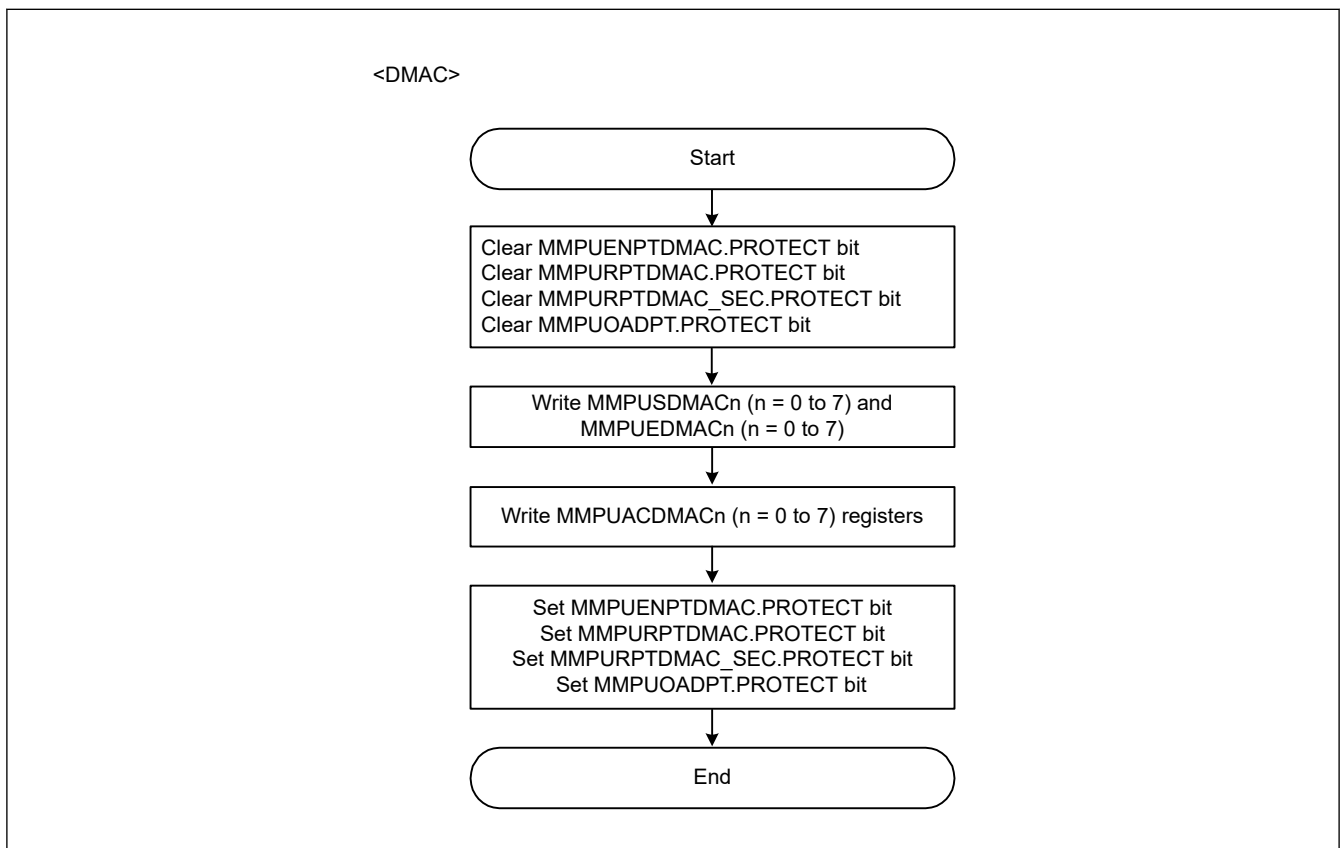 <DMAC>
Start
Clear MMPUENPTDMAC.PROTECT bit
Clear MMPURPTDMAC.PROTECT bit
Clear MMPURPTDMAC_SEC.PROTECT bit
Clear MMPUOADPT.PROTECT bit
Write MMPUSDMACn (n = 0 to 7) and
MMPUEDMACn (n = 0 to 7)
Write MMPUACDMACn (n = 0 to 7) registers
Set MMPUENPTDMAC.PROTECT bit
Set MMPURPTDMAC.PROTECT bit
Set MMPURPTDMAC_SEC.PROTECT bit
Set MMPUOADPT.PROTECT bit
End